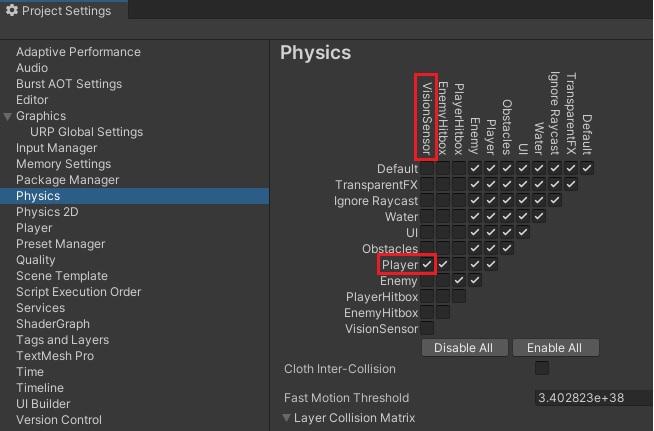 Project Settings
Adaptive Performance
Audio
Burst AOT Settings
Editor
Graphics
URP Global Settings
Input Manager
Memory Settings
Package Manager
Physics
Physics 2D
Player
Preset Manager
Quality
Scene Template
Script Execution Order
Services
ShaderGraph
Tags and Layers
TextMesh Pro
Time
Timeline
UI Builder
Version Control
Physics
VisionSensor
EnemyHitbox
PlayerHitbox
Enemy
Player
Obstacles
UI
Water
Ignore Raycast
TransparentFX
Default
Default
TransparentFX
Ignore Raycast
Water
UI
Obstacles
Player
Enemy
PlayerHitbox
EnemyHitbox
VisionSensor
Disable All
Enable All
Cloth Inter-Collision
Fast Motion Threshold
3.402823e+38
Layer Collision Matrix